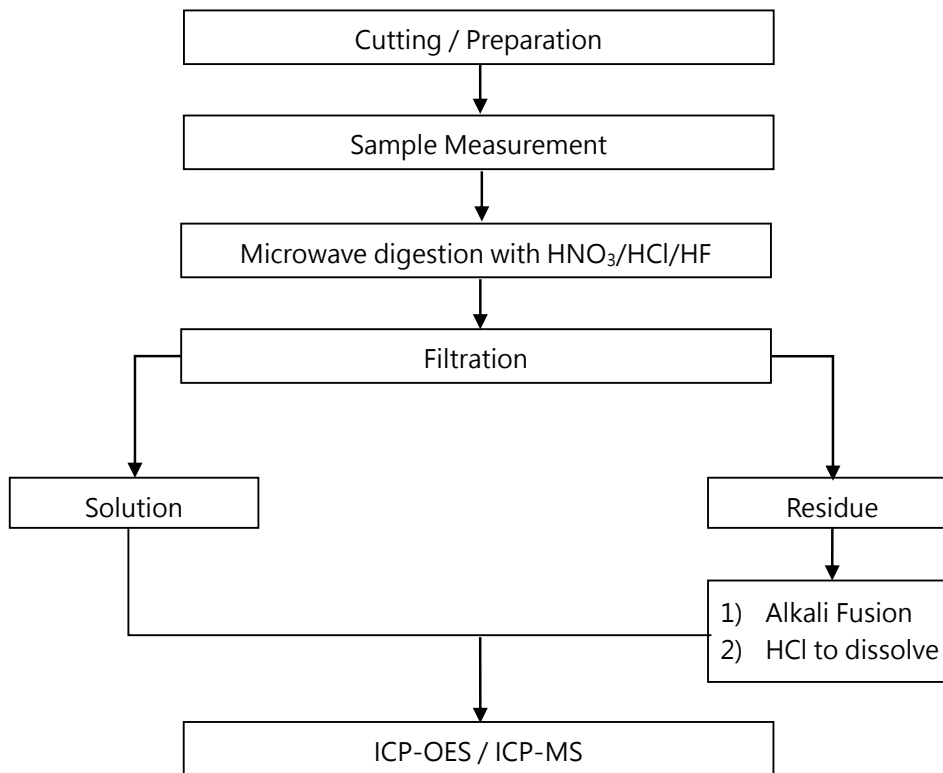 Cutting / Preparation
Sample Measurement
Microwave digestion with HNO₃/HCl/HF
Filtration
Solution
Residue
1) Alkali Fusion
2) HCl to dissolve
ICP-OES / ICP-MS